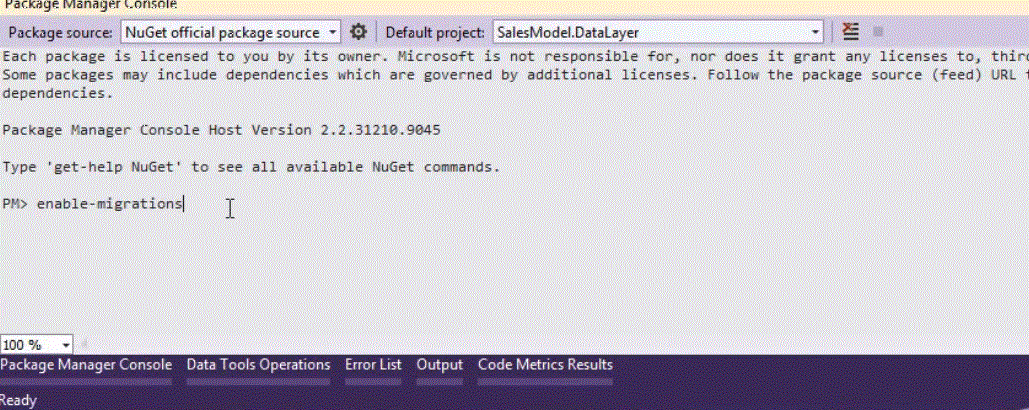 Package Manager Console
Package source: NuGet official package source Default project: SalesModel.DataLayer
Each package is licensed to you by its owner. Microsoft is not responsible for, nor does it grant any licenses to,
Some packages may include dependencies which are governed by additional licenses. Follow the package source (feed) URL
dependencies.
Package Manager Console Host Version 2.2.31210.9045
Type 'get-help NuGet' to see all available NuGet commands.
PM> enable-migrations
100 %
Package Manager Console Data Tools Operations Error List Output Code Metrics Results
Ready